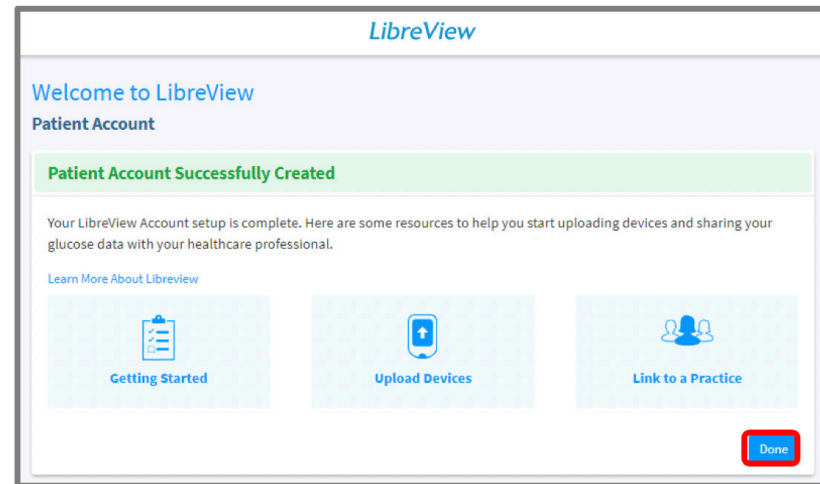 LibreView
Welcome to LibreView
Patient Account
Patient Account Successfully Created
Your LibreView Account setup is complete. Here are some resources to help you start uploading devices and sharing your
glucose data with your healthcare professional.
Learn More About Libreview
Getting Started
Upload Devices
Link to a Practice
Done